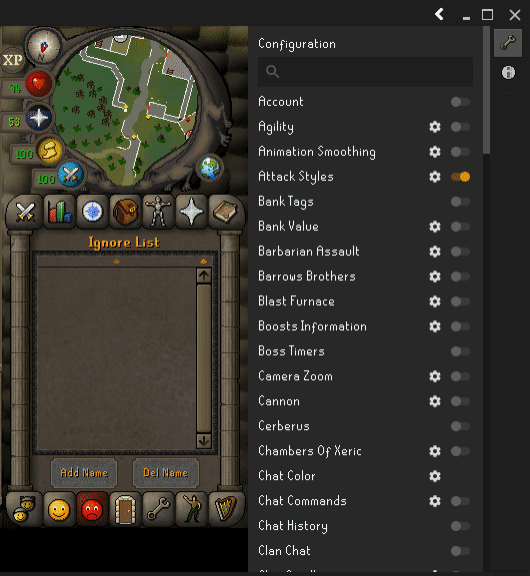 XP
94
53
100
100
Ignore List
Add Name
Del Name
Configuration
Account
Agility
Animation Smoothing
Attack Styles
Bank Tags
Bank Value
Barbarian Assault
Barrows Brothers
Blast Furnace
Boosts Information
Boss Timers
Camera Zoom
Cannon
Cerberus
Chambers Of Xeric
Chat Color
Chat Commands
Chat History
Clan Chat